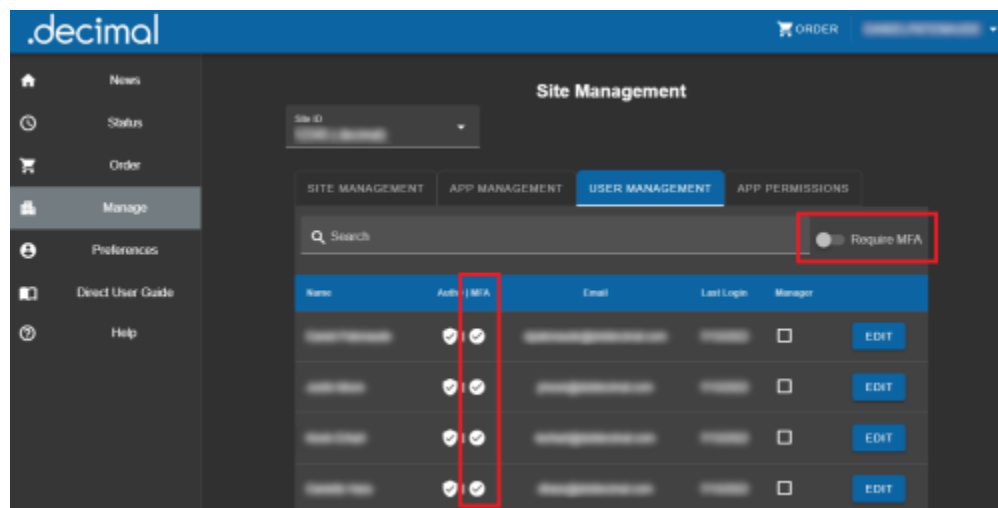 .decimal
ORDER
News
Status
Order
Manage
Preferences
Direct User Guide
Help
Site Management
Site ID
SITE MANAGEMENT APP MANAGEMENT USER MANAGEMENT APP PERMISSIONS
Search
Require MFA
Name | MFA Email Last Login Manager
EDIT
EDIT
EDIT
EDIT